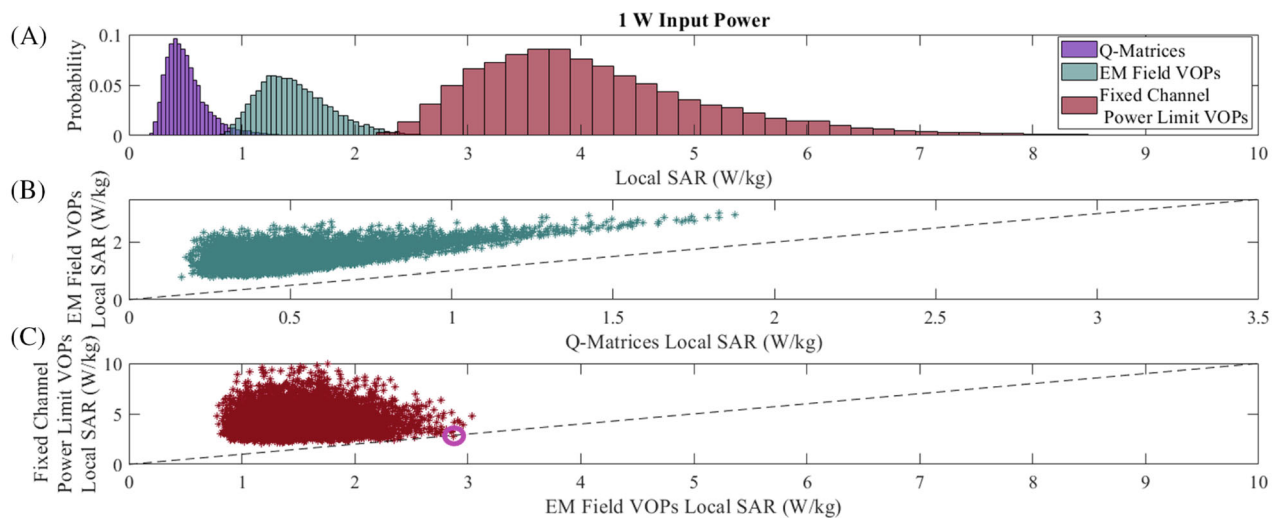 1 W Input Power
(A)
Probability
0.1
0.05
0
Q-Matrices
EM Field VOPs
Fixed Channel
Power Limit VOPs
0 1 2 3 4 5 6 7 8 9 10
Local SAR (W/kg)
(B)
EM Field VOPs
Local SAR (W/kg)
2
0
0 0.5 1 1.5 2 2.5 3 3.5
Q-Matrices Local SAR (W/kg)
(C)
Fixed Channel
Power Limit VOPs
Local SAR (W/kg)
10
5
0
0 1 2 3 4 5 6 7 8 9 10
EM Field VOPs Local SAR (W/kg)